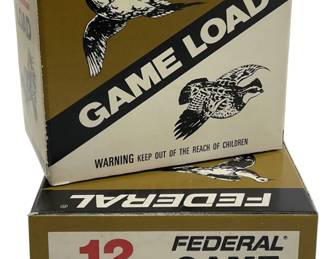 GAME LOAD
WARNING KEEP OUT OF THE REACH OF CHILDREN
FEDERAL®
12
FEDERAL®
GAME